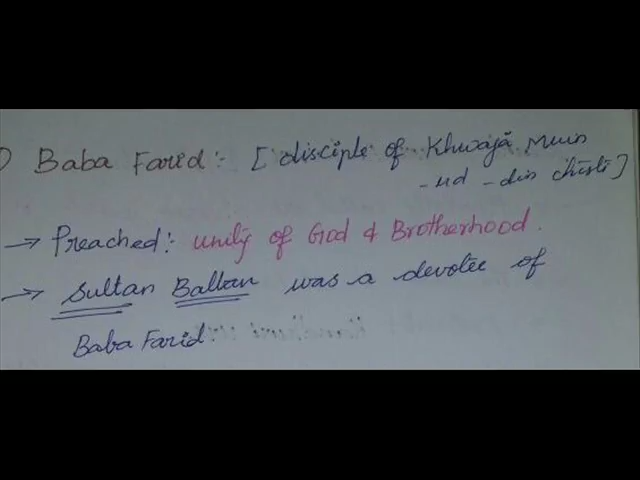 Baba Farid:- [disciple of Khwajā Muin
-ud -din chisti]
→ Preached:- unity of God & Brotherhood.
→ Sultan Balban was a devotee of
Baba Farid: